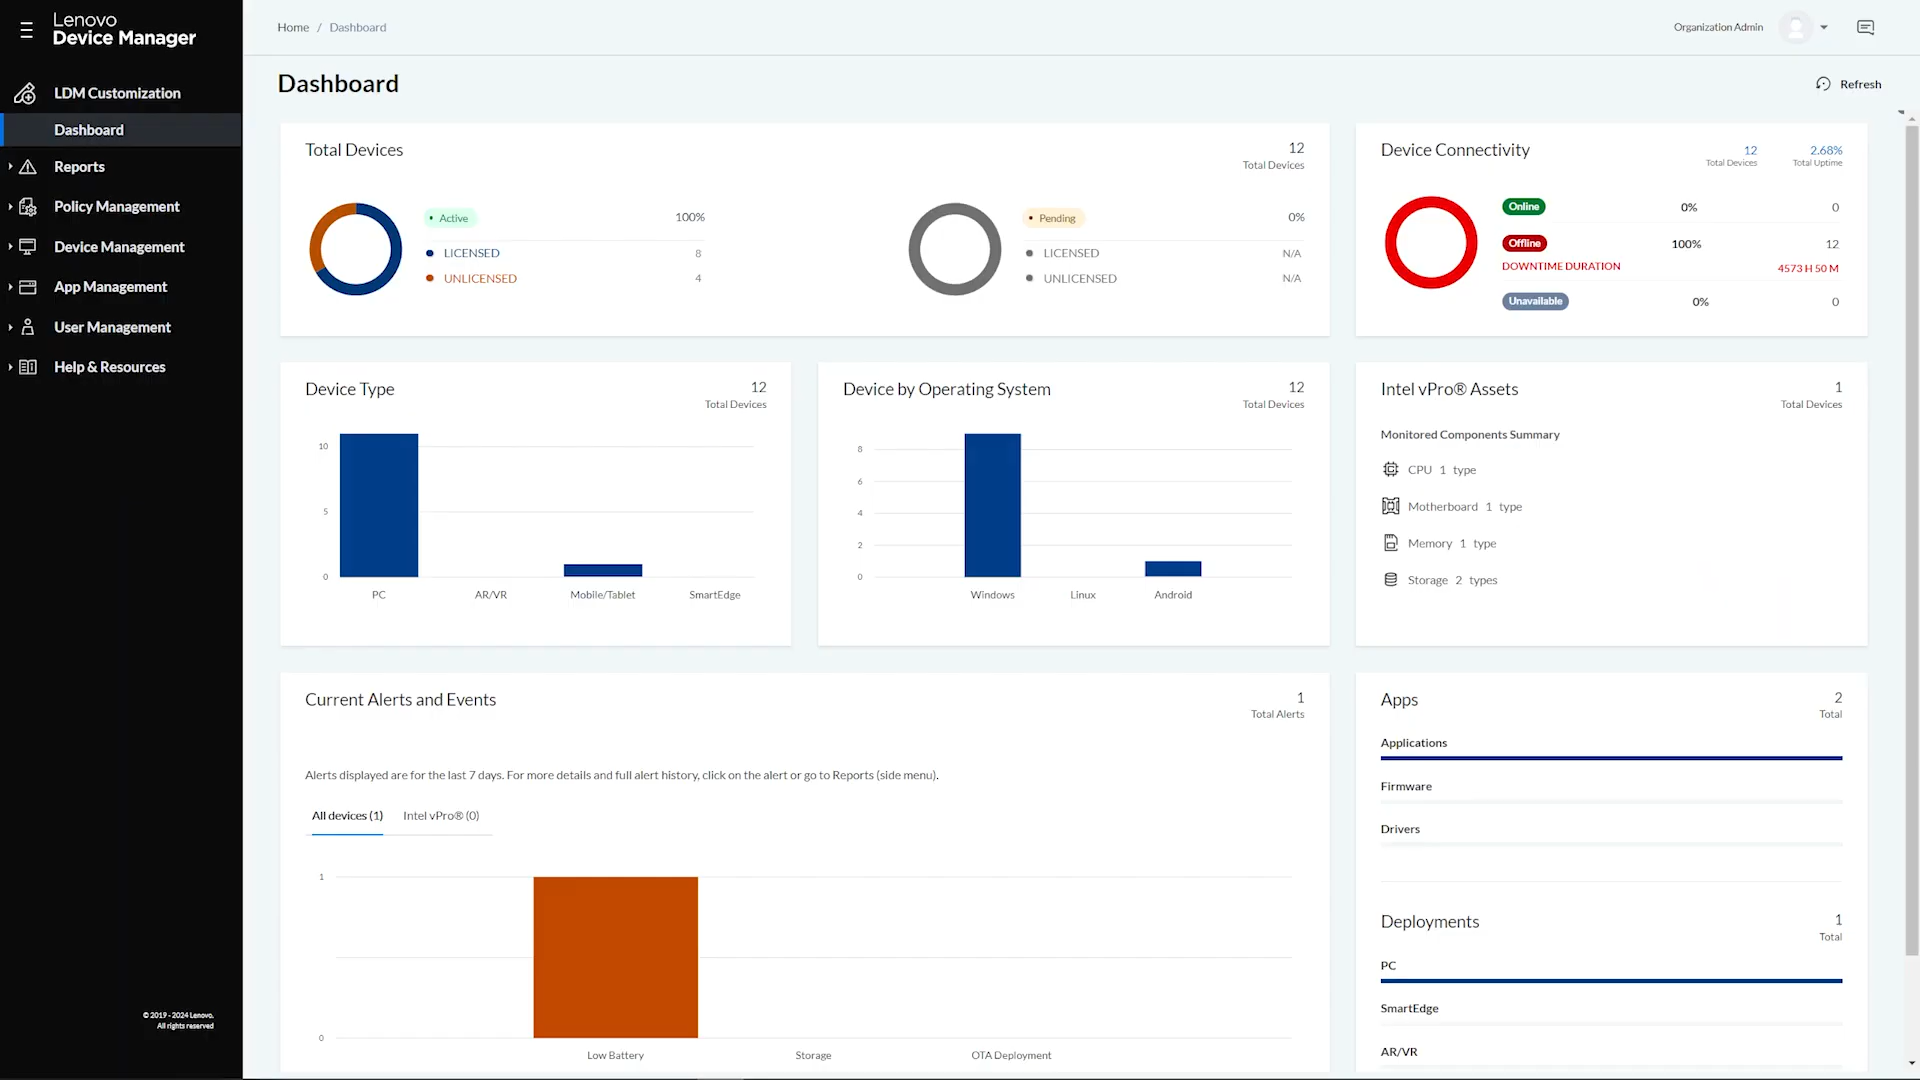 Lenovo
Device Manager
LDM Customization
Dashboard
Reports
Policy Management
Device Management
App Management
User Management
Help & Resources
© 2019 - 2024 Lenovo.
All rights reserved
Home / Dashboard
Organization Admin
Dashboard
Refresh
Total Devices
12
Total Devices
Active 100%
LICENSED 8
UNLICENSED 4
Pending 0%
LICENSED N/A
UNLICENSED N/A
Device Connectivity
12
Total Devices
2.68%
Total Uptime
Online 0% 0
Offline 100% 12
DOWNTIME DURATION 4573 H 50 M
Unavailable 0% 0
Device Type
12
Total Devices
10
5
0
PC AR/VR Mobile/Tablet SmartEdge
Device by Operating System
12
Total Devices
8
6
4
2
0
Windows Linux Android
Intel vPro® Assets
1
Total Devices
Monitored Components Summary
CPU 1 type
Motherboard 1 type
Memory 1 type
Storage 2 types
Current Alerts and Events
1
Total Alerts
Alerts displayed are for the last 7 days. For more details and full alert history, click on the alert or go to Reports (side menu).
All devices (1) Intel vPro® (0)
1
0
Low Battery Storage OTA Deployment
Apps
2
Total
Applications
Firmware
Drivers
Deployments
1
Total
PC
SmartEdge
AR/VR